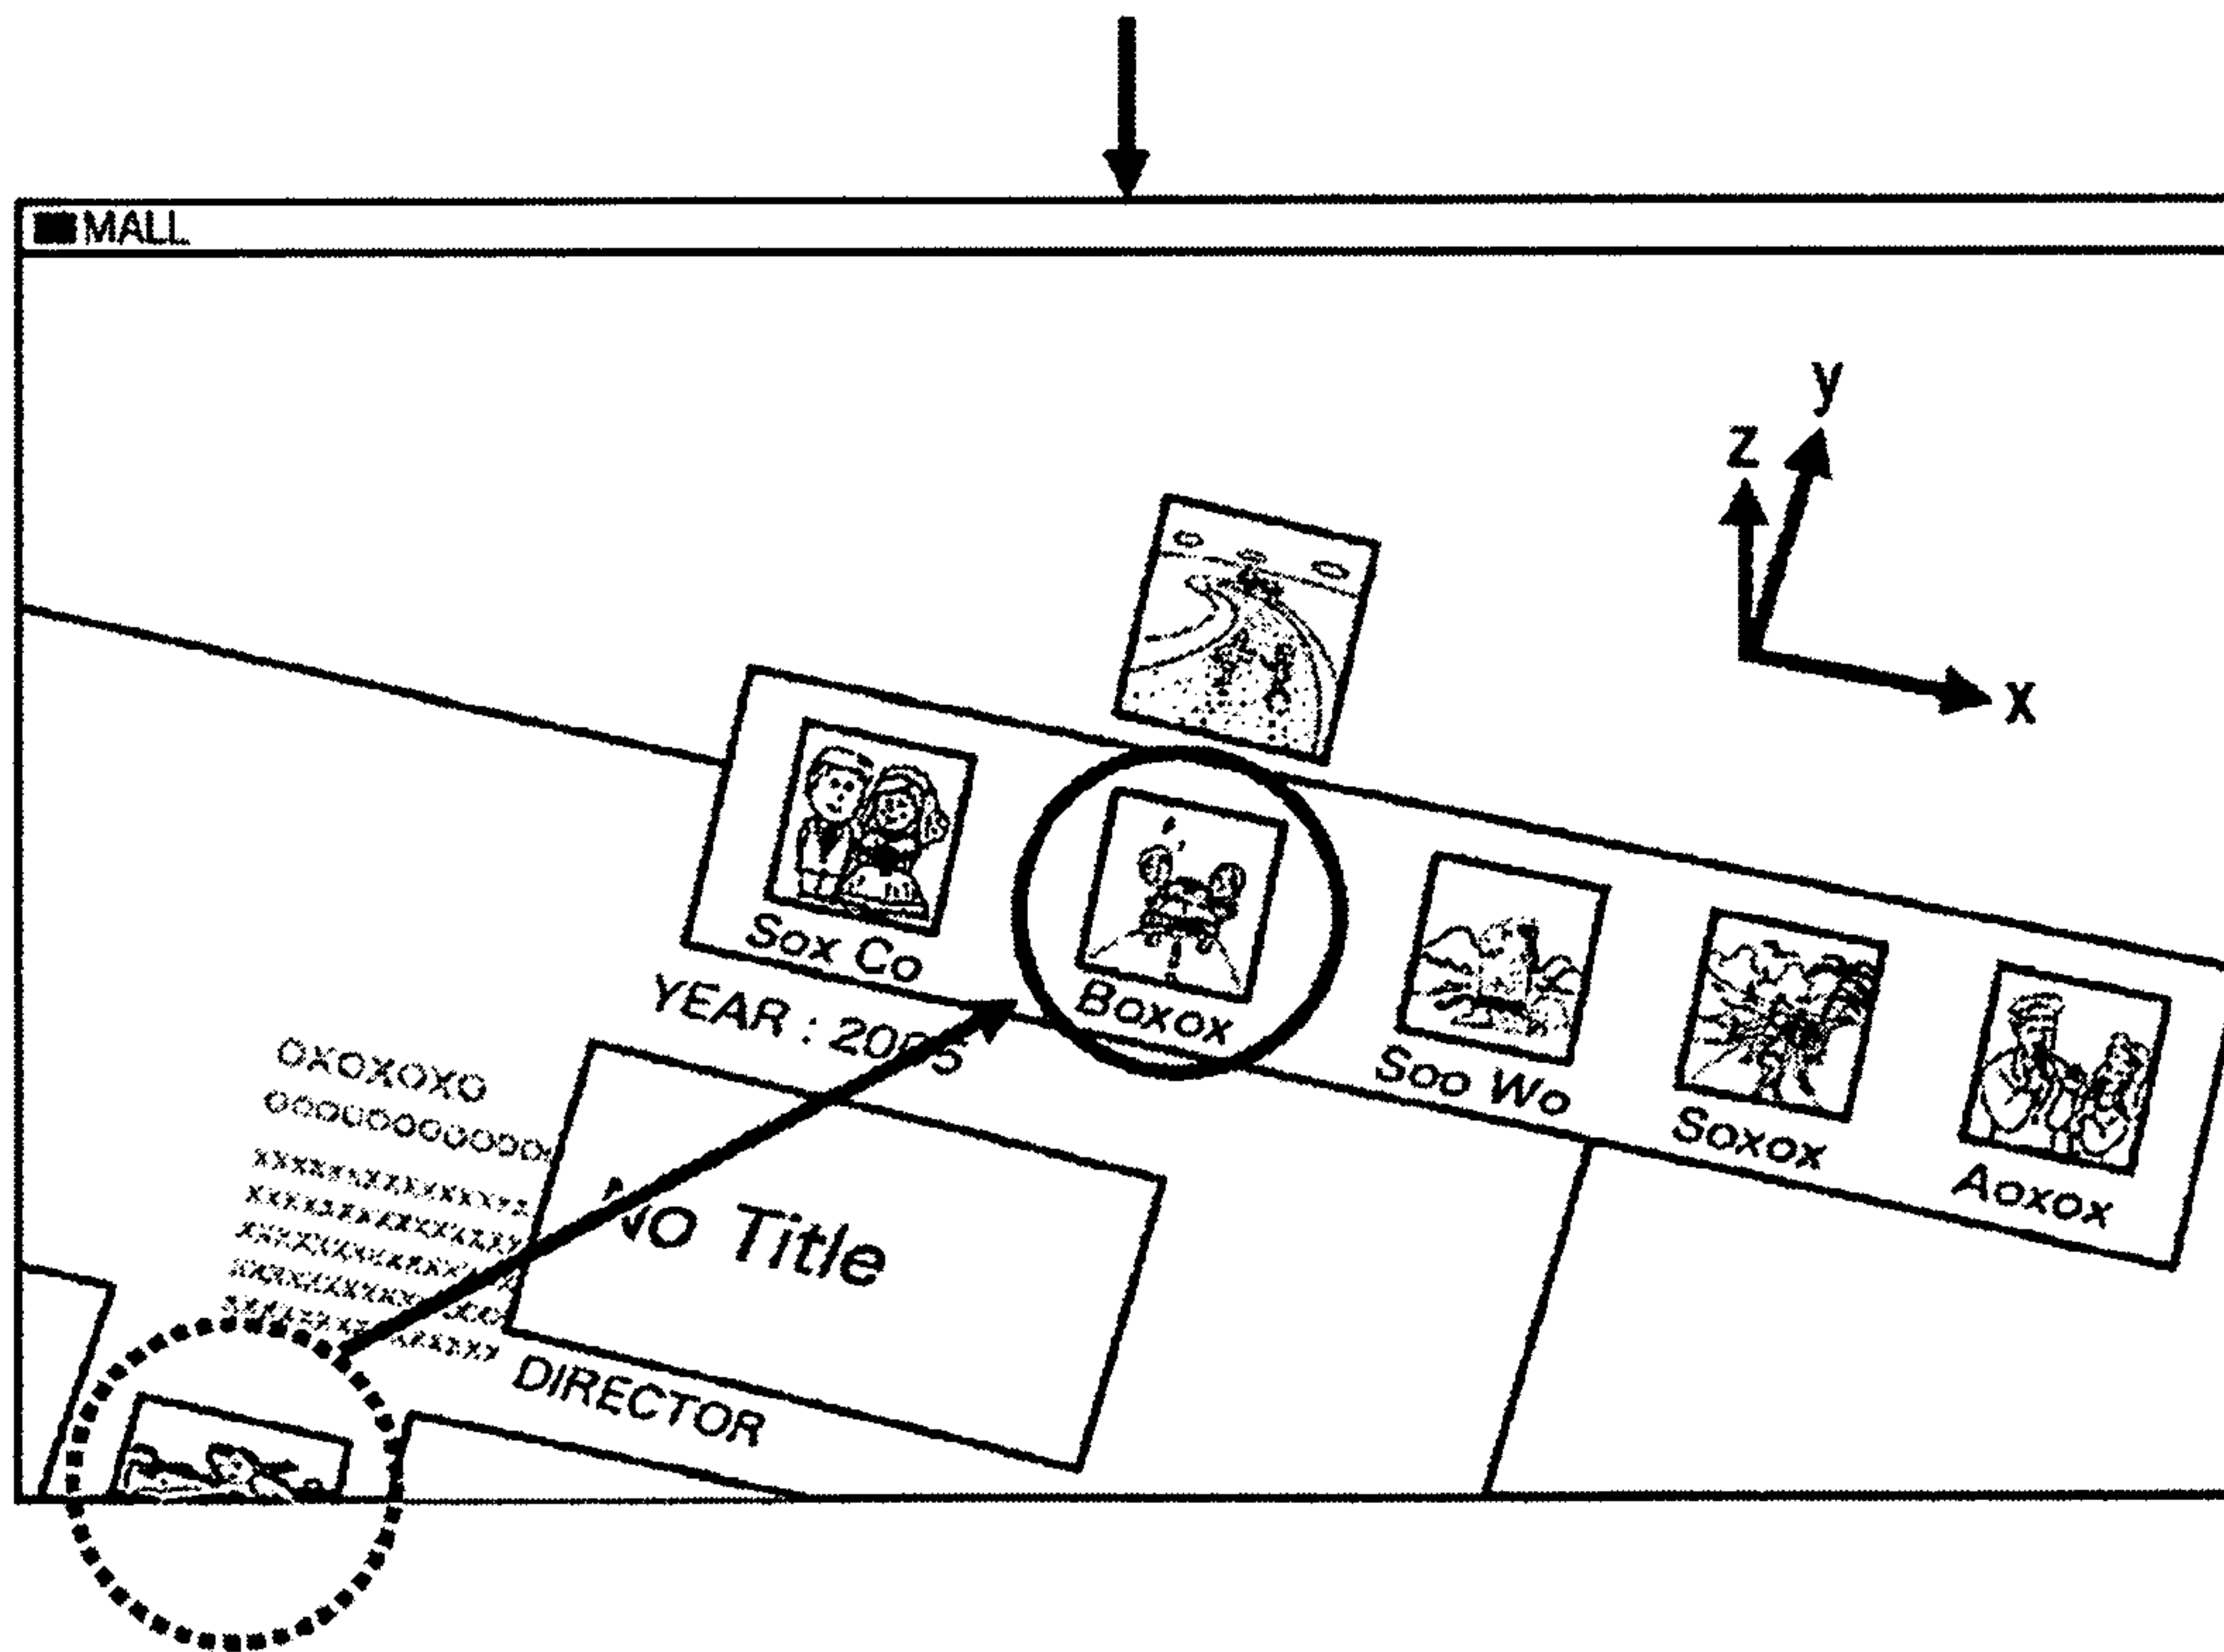 MALL
y
z
x
Sox Co
Boxox
Soo Wo
Soxox
Aoxox
YEAR : 2005
OXOXOXO
No Title
DIRECTOR